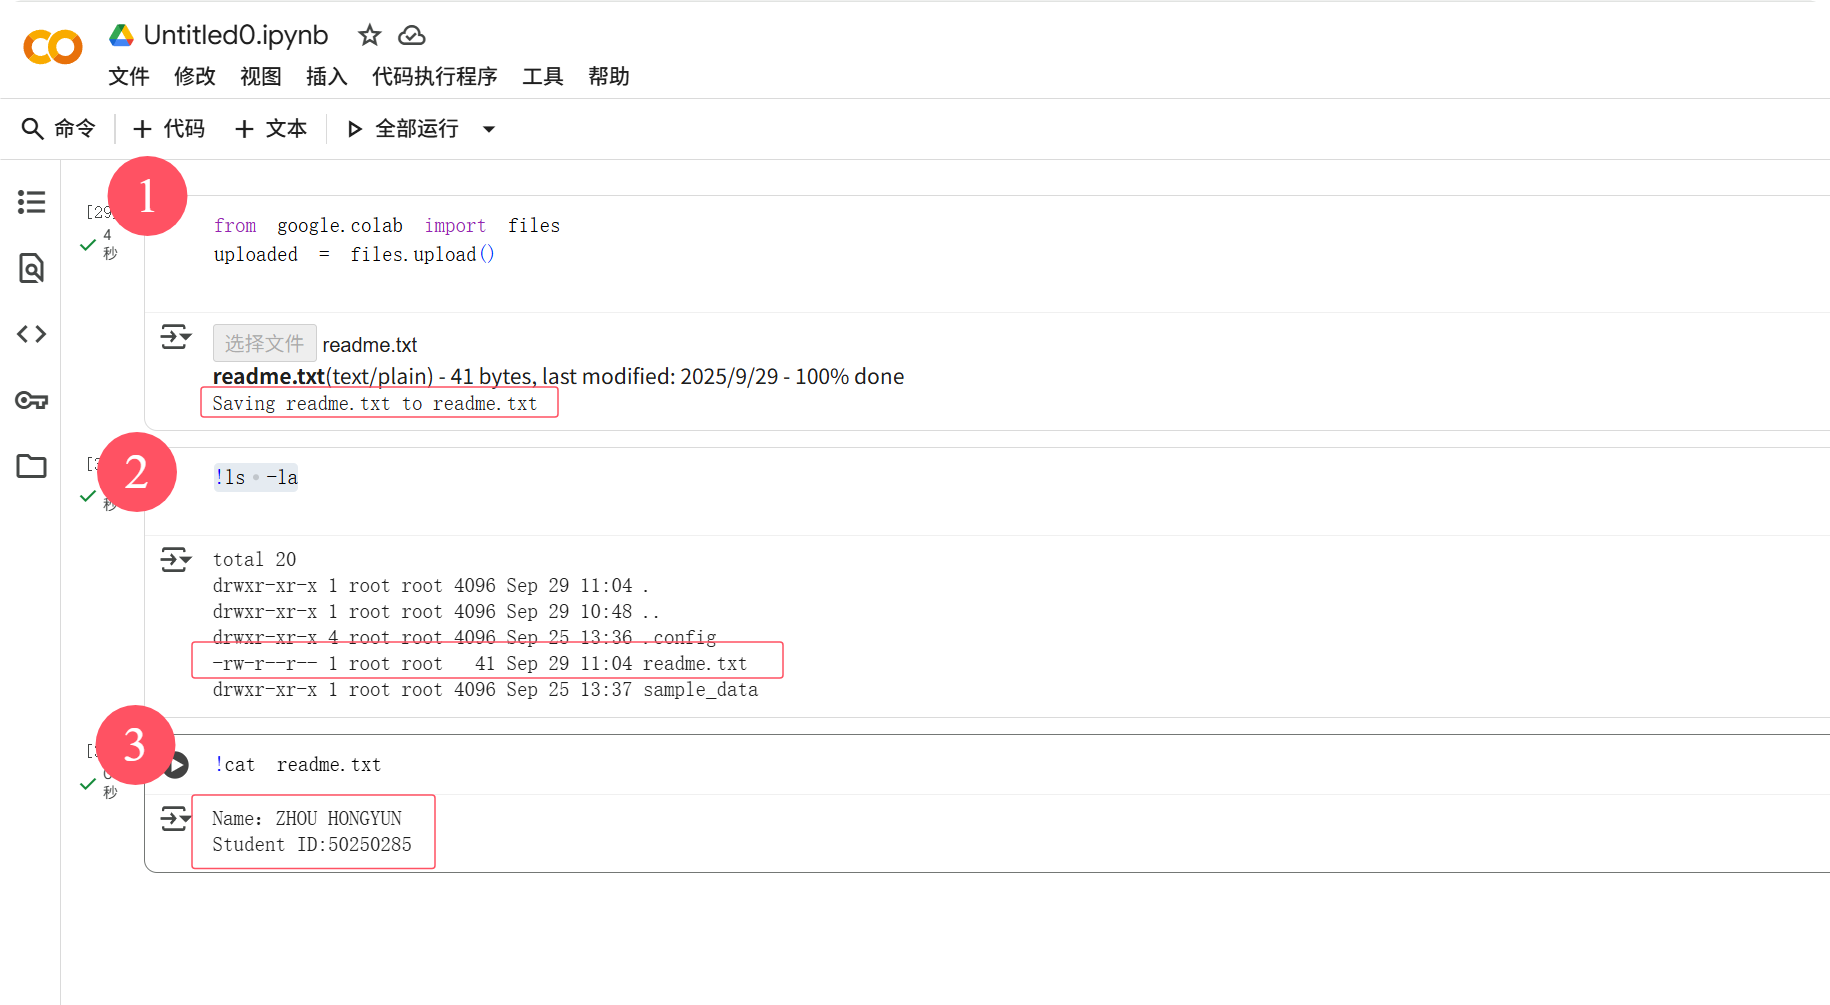 Untitled0.ipynb
文件 修改 视图 插入 代码执行程序 工具 帮助
命令 + 代码 + 文本 全部运行
1
[29]
4
秒
from google.colab import files
uploaded = files.upload()
选择文件 readme.txt
readme.txt(text/plain) - 41 bytes, last modified: 2025/9/29 - 100% done
Saving readme.txt to readme.txt
2
秒
!ls -la
total 20
drwxr-xr-x 1 root root 4096 Sep 29 11:04 .
drwxr-xr-x 1 root root 4096 Sep 29 10:48 ..
drwxr-xr-x 4 root root 4096 Sep 25 13:36 .config
-rw-r--r-- 1 root root   41 Sep 29 11:04 readme.txt
drwxr-xr-x 1 root root 4096 Sep 25 13:37 sample_data
3
秒
!cat readme.txt
Name: ZHOU HONGYUN
Student ID:50250285